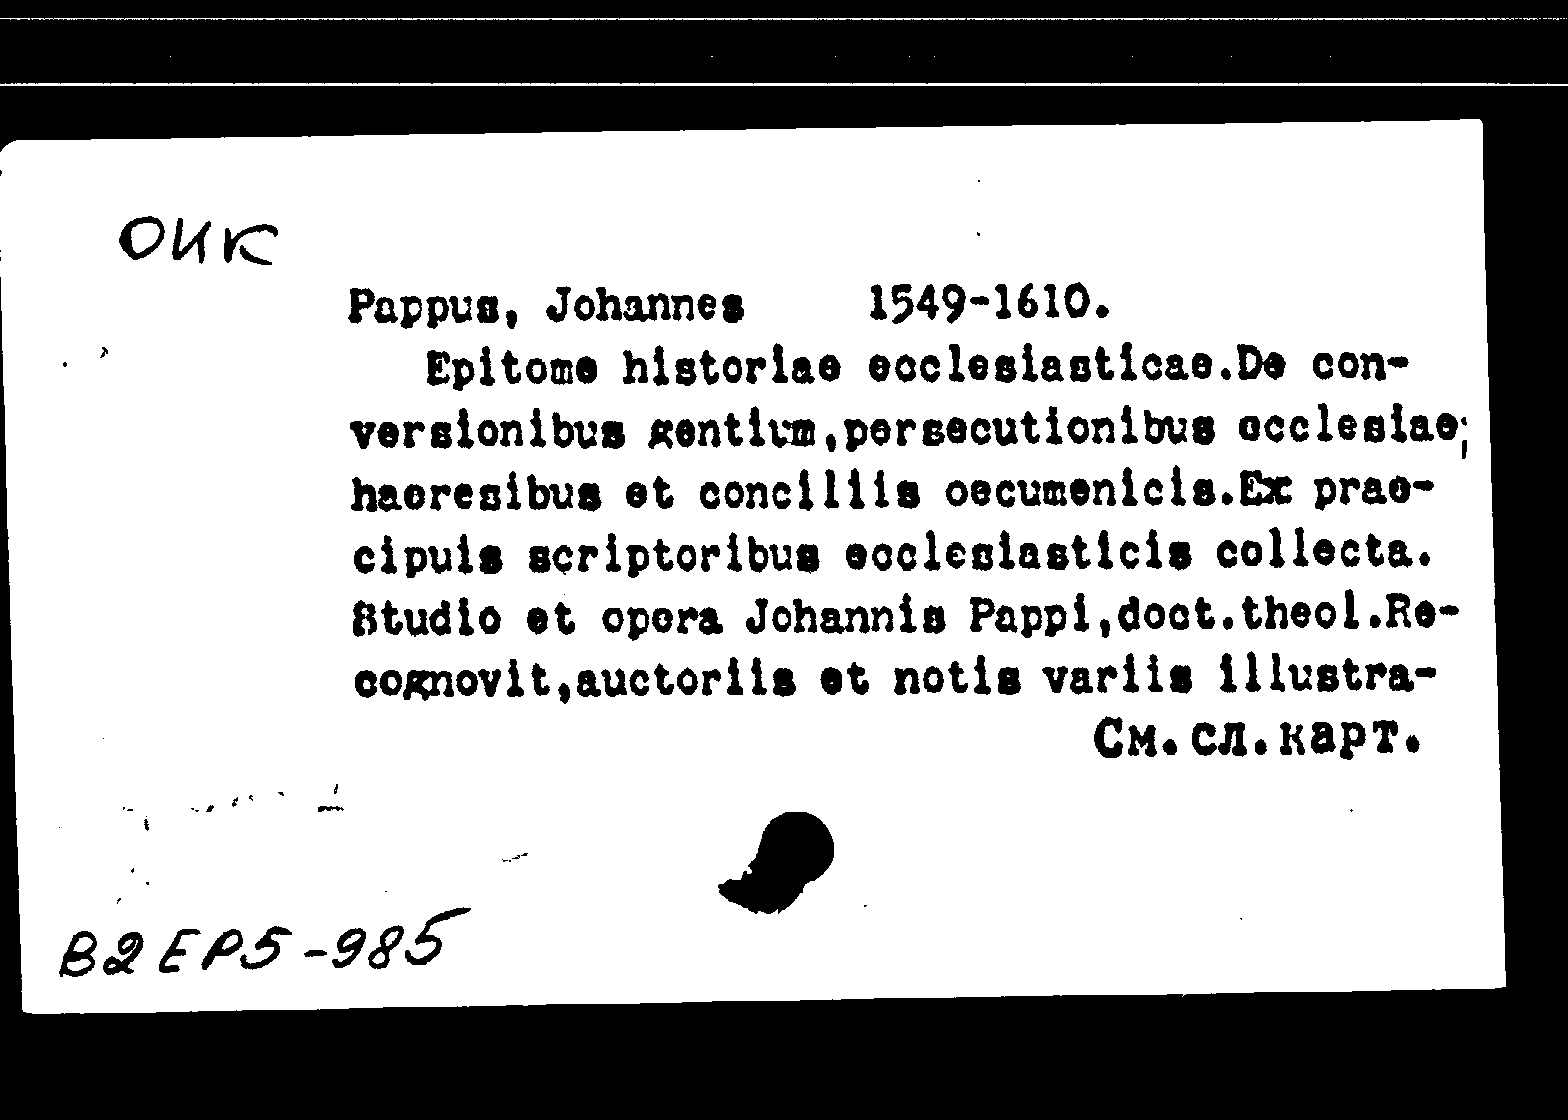 ОИК
Pappus, Johannes 1549-1610.
Epitome historiae ecclesiasticae.De con-
versionibus gentium,persecutionibus ecclesiae,
haeresibus et conciliis oecumenicis.Ex prae-
cipuis scriptoribus ecclesiasticis collecta.
Studio et opera Johannis Pappi,doct.theol.Re-
cognovit,auctoriis et notis variis illustra-
См.сл.карт.
B2EP5-985